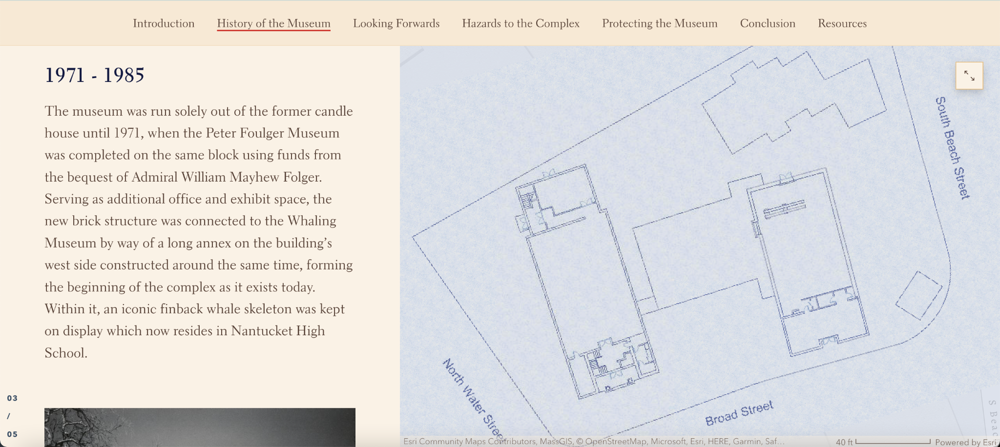 Introduction History of the Museum Looking Forwards Hazards to the Complex Protecting the Museum Conclusion Resources
1971 - 1985
The museum was run solely out of the former candle
house until 1971, when the Peter Foulger Museum
was completed on the same block using funds from
the bequest of Admiral William Mayhew Folger.
Serving as additional office and exhibit space, the
new brick structure was connected to the Whaling
Museum by way of a long annex on the building’s
west side constructed around the same time, forming
the beginning of the complex as it exists today.
Within it, an iconic finback whale skeleton was kept
on display which now resides in Nantucket High
School.
03
/
05
South Beach Street
North Water Street
Broad Street
S Beac
Esri Community Maps Contributors, MassGIS, © OpenStreetMap, Microsoft, Esri, HERE, Garmin, Saf...
40 ft
Powered by Esri